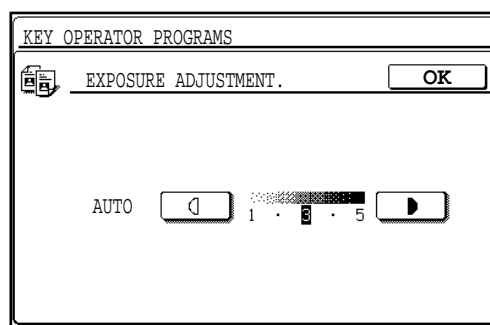 KEY OPERATOR PROGRAMS
EXPOSURE ADJUSTMENT. OK
AUTO 1 · 3 · 5